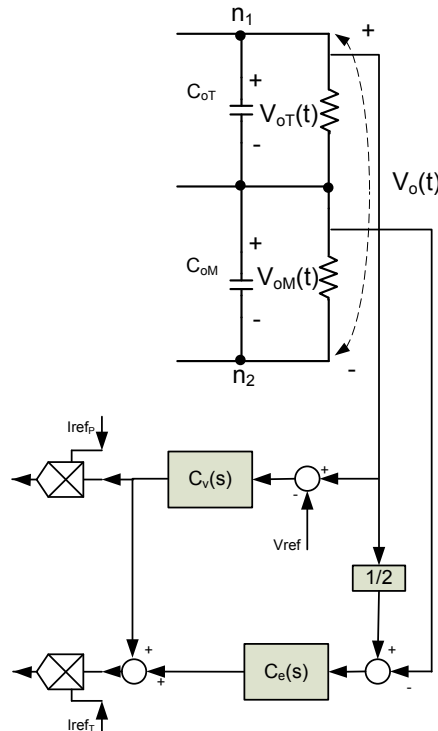 n1
+
CoT
+
VoT(t)
-
Vo(t)
CoM
+
VoM(t)
-
-
n2
IrefP
Cv(s)
+
-
Vref
1/2
+
+
Ce(s)
+
-
IrefT